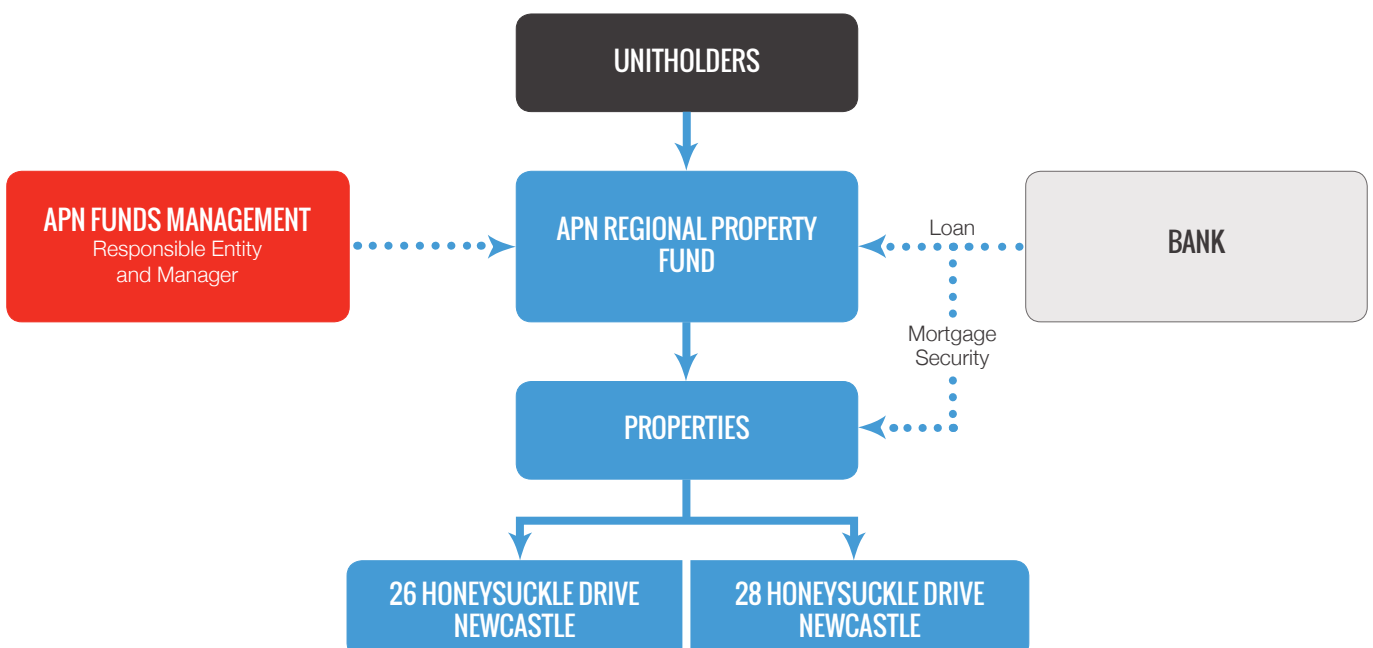 UNITHOLDERS
APN FUNDS MANAGEMENT
Responsible Entity
and Manager
APN REGIONAL PROPERTY
FUND
Loan
BANK
Mortgage
Security
PROPERTIES
26 HONEYSUCKLE DRIVE
NEWCASTLE
28 HONEYSUCKLE DRIVE
NEWCASTLE